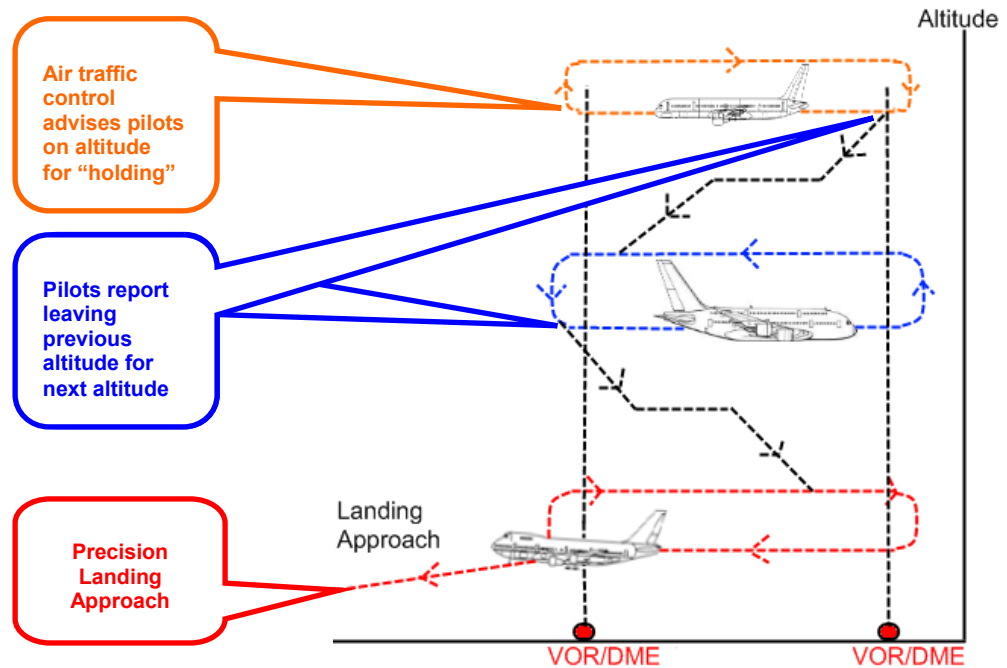 Altitude
Air traffic
control
advises pilots
on altitude
for “holding”
Pilots report
leaving
previous
altitude for
next altitude
Precision
Landing
Approach
Landing
Approach
VOR/DME
VOR/DME